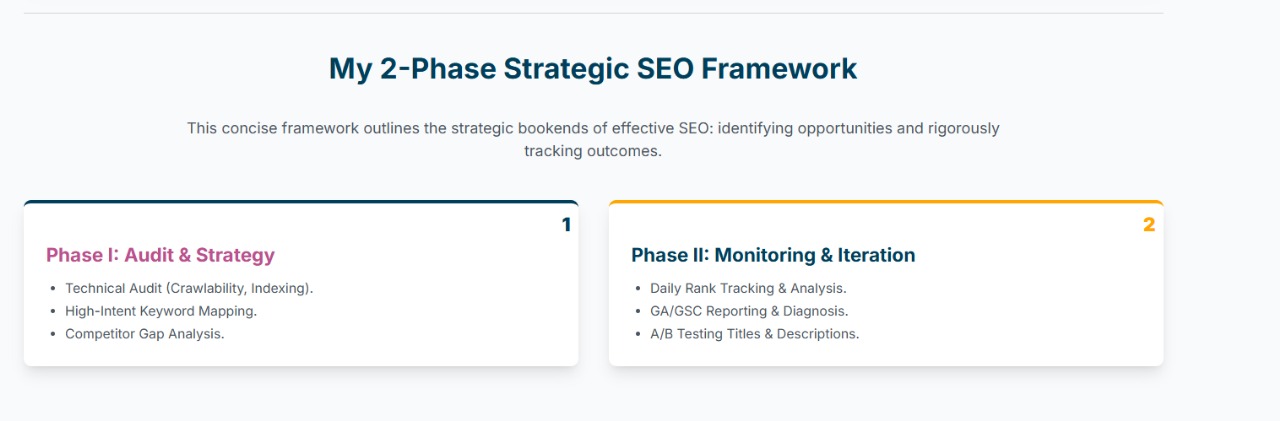 My 2-Phase Strategic SEO Framework
This concise framework outlines the strategic bookends of effective SEO: identifying opportunities and rigorously
tracking outcomes.
1
Phase I: Audit & Strategy
• Technical Audit (Crawlability, Indexing).
• High-Intent Keyword Mapping.
• Competitor Gap Analysis.
2
Phase II: Monitoring & Iteration
• Daily Rank Tracking & Analysis.
• GA/GSC Reporting & Diagnosis.
• A/B Testing Titles & Descriptions.